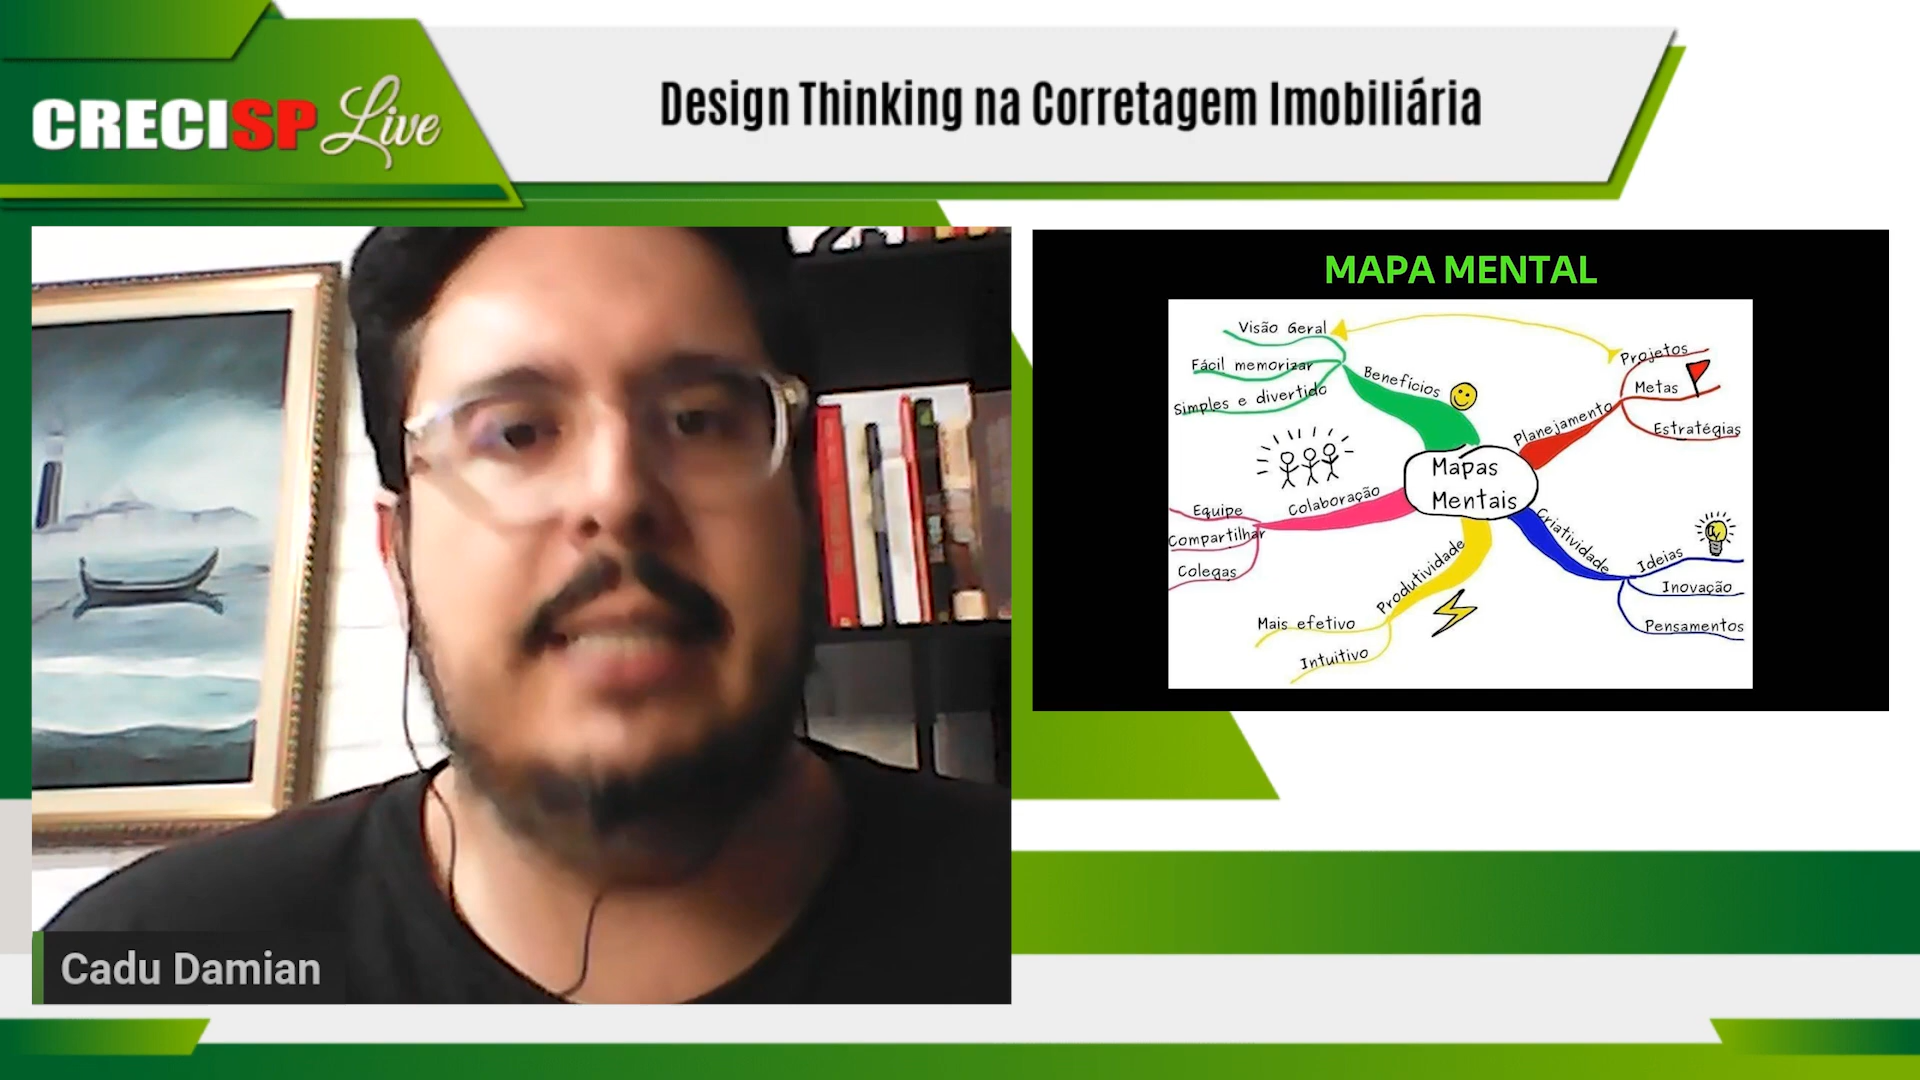 CRECISP Live
Design Thinking na Corretagem Imobiliária
MAPA MENTAL
Visão Geral
Fácil memorizar
Simples e divertido
Benefícios
Projetos
Metas
Estratégias
Planejamento
Mapas
Mentais
Colaboração
Equipe
Compartilhar
Colegas
Criatividade
Ideias
Inovação
Pensamentos
Produtividade
Mais efetivo
Intuitivo
Cadu Damian